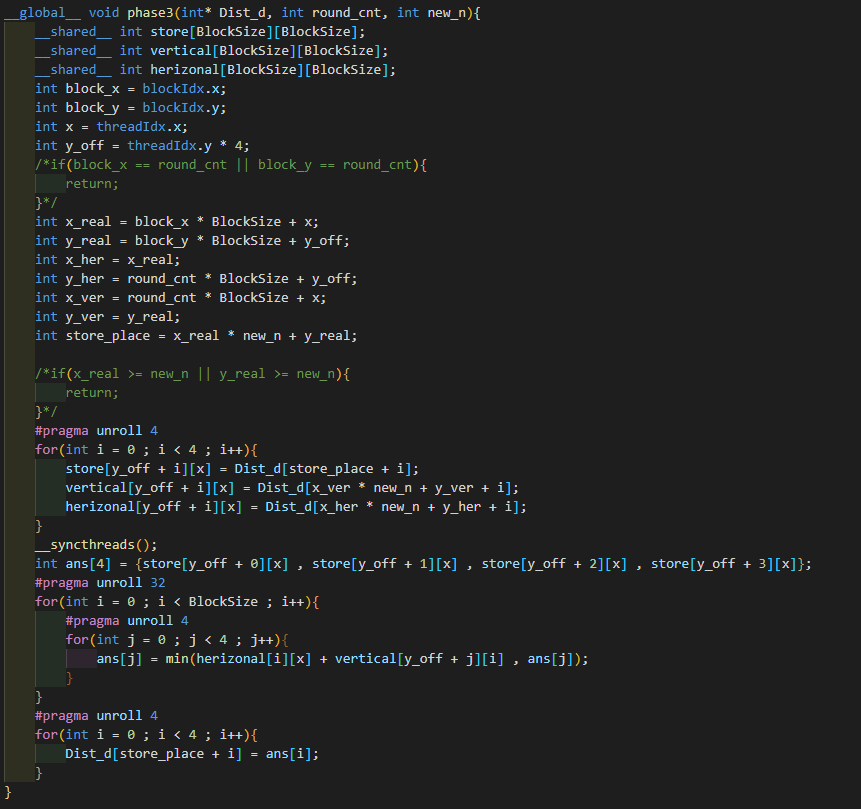 __global__ void phase3(int* Dist_d, int round_cnt, int new_n){
    __shared__ int store[BlockSize][BlockSize];
    __shared__ int vertical[BlockSize][BlockSize];
    __shared__ int herizonal[BlockSize][BlockSize];
    int block_x = blockIdx.x;
    int block_y = blockIdx.y;
    int x = threadIdx.x;
    int y_off = threadIdx.y * 4;
    /*if(block_x == round_cnt || block_y == round_cnt){
        return;
    }*/
    int x_real = block_x * BlockSize + x;
    int y_real = block_y * BlockSize + y_off;
    int x_her = x_real;
    int y_her = round_cnt * BlockSize + y_off;
    int x_ver = round_cnt * BlockSize + x;
    int y_ver = y_real;
    int store_place = x_real * new_n + y_real;

    /*if(x_real >= new_n || y_real >= new_n){
        return;
    }*/
    #pragma unroll 4
    for(int i = 0 ; i < 4 ; i++){
        store[y_off + i][x] = Dist_d[store_place + i];
        vertical[y_off + i][x] = Dist_d[x_ver * new_n + y_ver + i];
        herizonal[y_off + i][x] = Dist_d[x_her * new_n + y_her + i];
    }
    __syncthreads();
    int ans[4] = {store[y_off + 0][x] , store[y_off + 1][x] , store[y_off + 2][x] , store[y_off + 3][x]};
    #pragma unroll 32
    for(int i = 0 ; i < BlockSize ; i++){
        #pragma unroll 4
        for(int j = 0 ; j < 4 ; j++){
            ans[j] = min(herizonal[i][x] + vertical[y_off + j][i] , ans[j]);
        }
    }
    #pragma unroll 4
    for(int i = 0 ; i < 4 ; i++){
        Dist_d[store_place + i] = ans[i];
    }
}